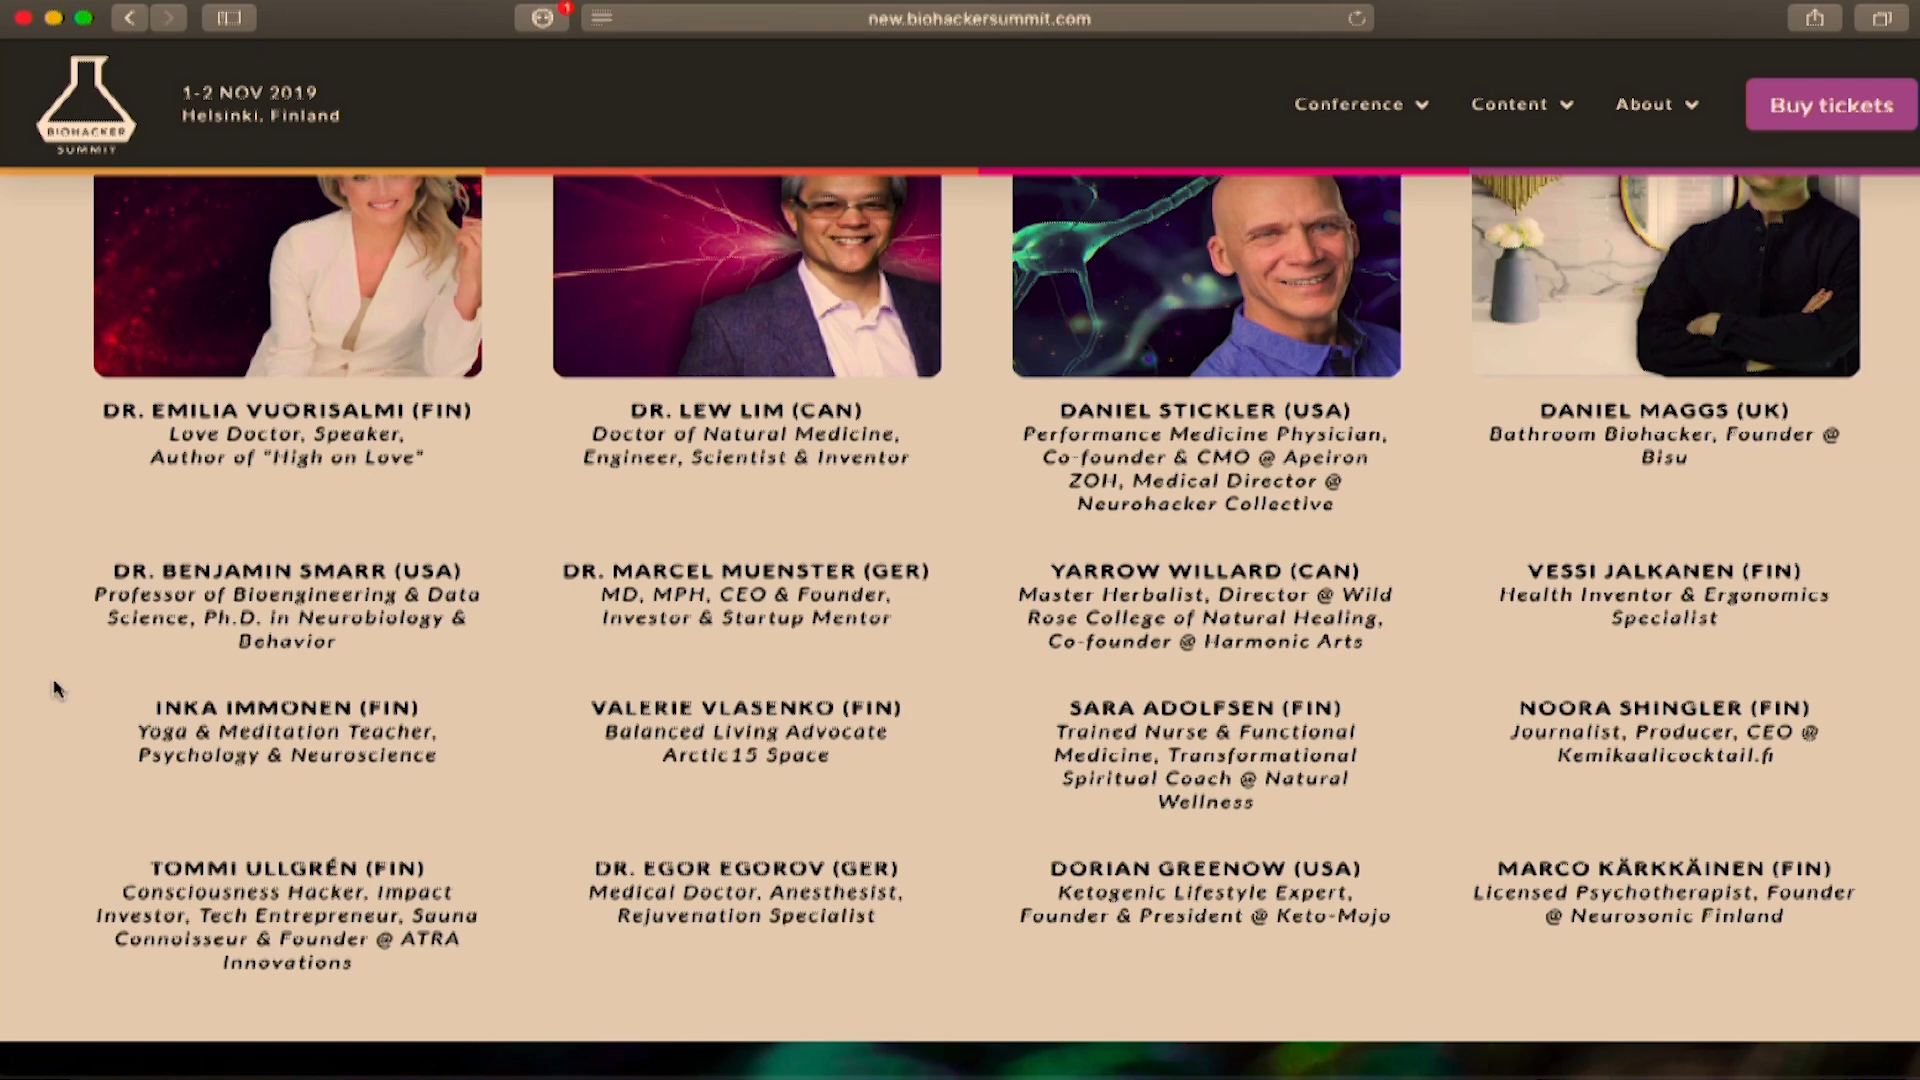 1
new.biohackersummit.com
BIOHACKER
SUMMIT
1-2 NOV 2019
Helsinki, Finland
Conference
Content
About
Buy tickets
DR. EMILIA VUORISALMI (FIN)
Love Doctor, Speaker,
Author of "High on Love"
DR. LEW LIM (CAN)
Doctor of Natural Medicine,
Engineer, Scientist & Inventor
DANIEL STICKLER (USA)
Performance Medicine Physician,
Co-founder & CMO @ Apeiron
ZOH, Medical Director @
Neurohacker Collective
DANIEL MAGGS (UK)
Bathroom Biohacker, Founder @
Bisu
DR. BENJAMIN SMARR (USA)
Professor of Bioengineering & Data
Science, Ph.D. in Neurobiology &
Behavior
DR. MARCEL MUENSTER (GER)
MD, MPH, CEO & Founder,
Investor & Startup Mentor
YARROW WILLARD (CAN)
Master Herbalist, Director @ Wild
Rose College of Natural Healing,
Co-founder @ Harmonic Arts
VESSI JALKANEN (FIN)
Health Inventor & Ergonomics
Specialist
INKA IMMONEN (FIN)
Yoga & Meditation Teacher,
Psychology & Neuroscience
VALERIE VLASENKO (FIN)
Balanced Living Advocate
Arctic15 Space
SARA ADOLFSEN (FIN)
Trained Nurse & Functional
Medicine, Transformational
Spiritual Coach @ Natural
Wellness
NOORA SHINGLER (FIN)
Journalist, Producer, CEO @
Kemikaalicocktail.fi
TOMMI ULLGRÉN (FIN)
Consciousness Hacker, Impact
Investor, Tech Entrepreneur, Sauna
Connoisseur & Founder @ ATRA
Innovations
DR. EGOR EGOROV (GER)
Medical Doctor, Anesthesist,
Rejuvenation Specialist
DORIAN GREENOW (USA)
Ketogenic Lifestyle Expert,
Founder & President @ Keto-Mojo
MARCO KÄRKKÄINEN (FIN)
Licensed Psychotherapist, Founder
@ Neurosonic Finland